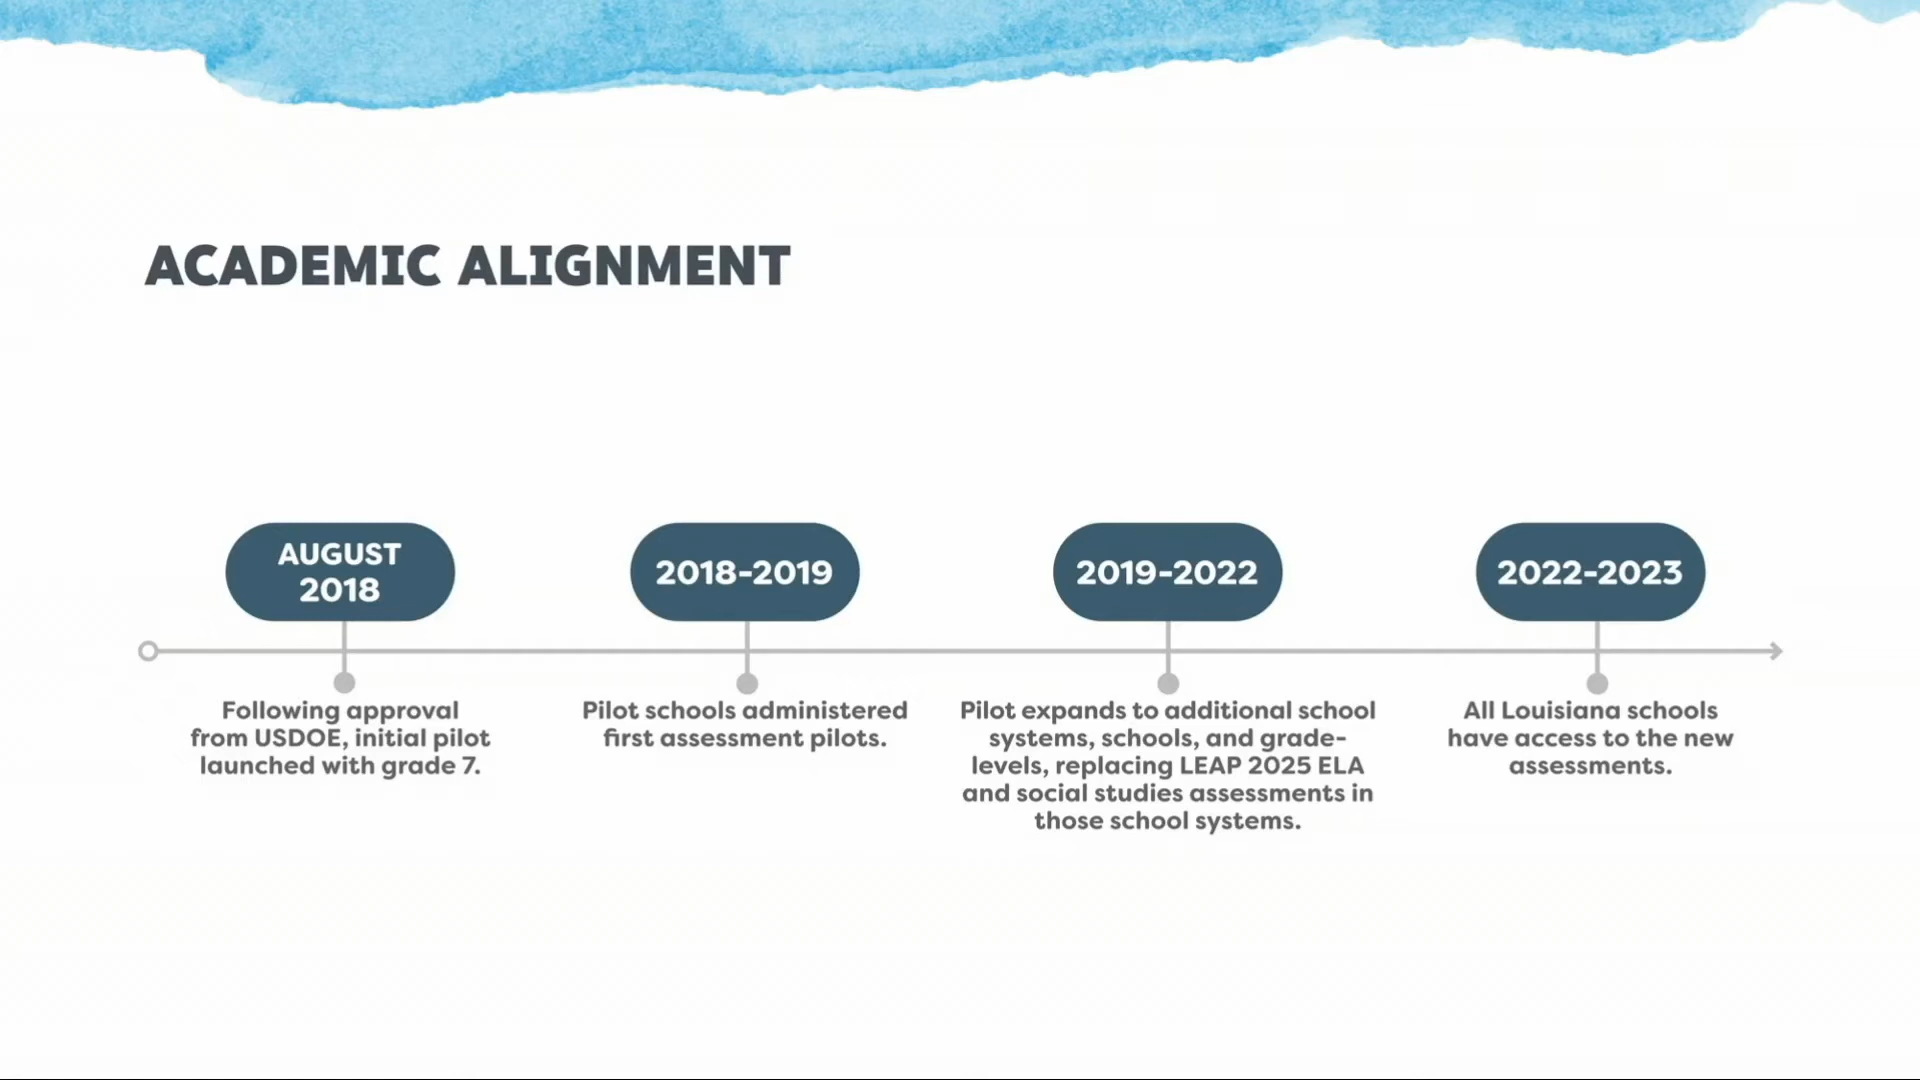 ACADEMIC ALIGNMENT
AUGUST
2018
Following approval
from USDOE, initial pilot
launched with grade 7.
2018-2019
Pilot schools administered
first assessment pilots.
2019-2022
Pilot expands to additional school
systems, schools, and grade-
levels, replacing LEAP 2025 ELA
and social studies assessments in
those school systems.
2022-2023
All Louisiana schools
have access to the new
assessments.